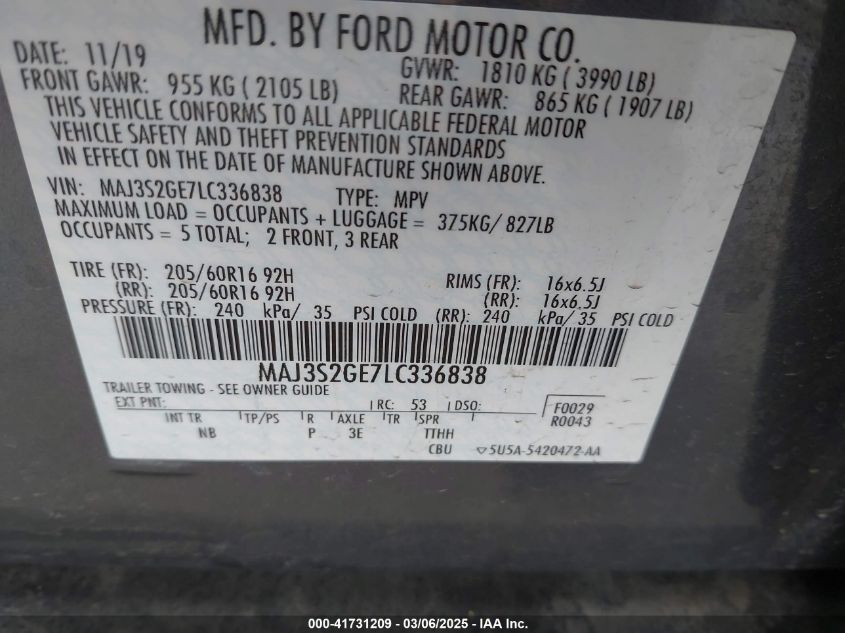 MFD. BY FORD MOTOR CO.
DATE: 11/19 GVWR: 1810 KG ( 3990 LB)
FRONT GAWR: 955 KG ( 2105 LB) REAR GAWR: 865 KG ( 1907 LB)
THIS VEHICLE CONFORMS TO ALL APPLICABLE FEDERAL MOTOR
VEHICLE SAFETY AND THEFT PREVENTION STANDARDS
IN EFFECT ON THE DATE OF MANUFACTURE SHOWN ABOVE.
VIN: MAJ3S2GE7LC336838 TYPE: MPV
MAXIMUM LOAD = OCCUPANTS + LUGGAGE = 375KG/ 827LB
OCCUPANTS = 5 TOTAL; 2 FRONT, 3 REAR
TIRE (FR): 205/60R16 92H RIMS (FR): 16x6.5J
(RR): 205/60R16 92H (RR): 16x6.5J
PRESSURE (FR): 240 kPa/ 35 PSI COLD (RR): 240 kPa/ 35 PSI COLD
MAJ3S2GE7LC336838
TRAILER TOWING - SEE OWNER GUIDE
EXT PNT: RC: 53 DSO: F0029
R0043
INT TR TP/PS R AXLE TR SPR
NB P 3E TTHH
CBU 5U5A-5420472-AA
000-41731209 - 03/06/2025 - IAA Inc.